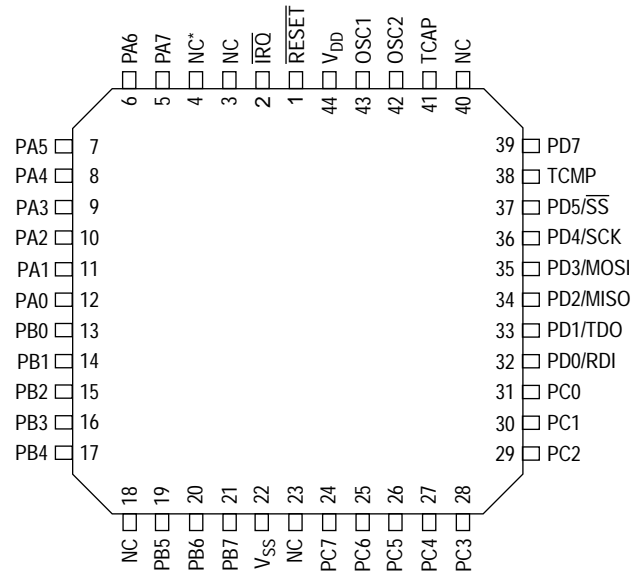 PA6 PA7 NC* NC IRQ RESET VDD OSC1 OSC2 TCAP NC
6 5 4 3 2 1 44 43 42 41 40
PA5 7 39 PD7
PA4 8 38 TCMP
PA3 9 37 PD5/SS
PA2 10 36 PD4/SCK
PA1 11 35 PD3/MOSI
PA0 12 34 PD2/MISO
PB0 13 33 PD1/TDO
PB1 14 32 PD0/RDI
PB2 15 31 PC0
PB3 16 30 PC1
PB4 17 29 PC2
18 19 20 21 22 23 24 25 26 27 28
NC PB5 PB6 PB7 VSS NC PC7 PC6 PC5 PC4 PC3